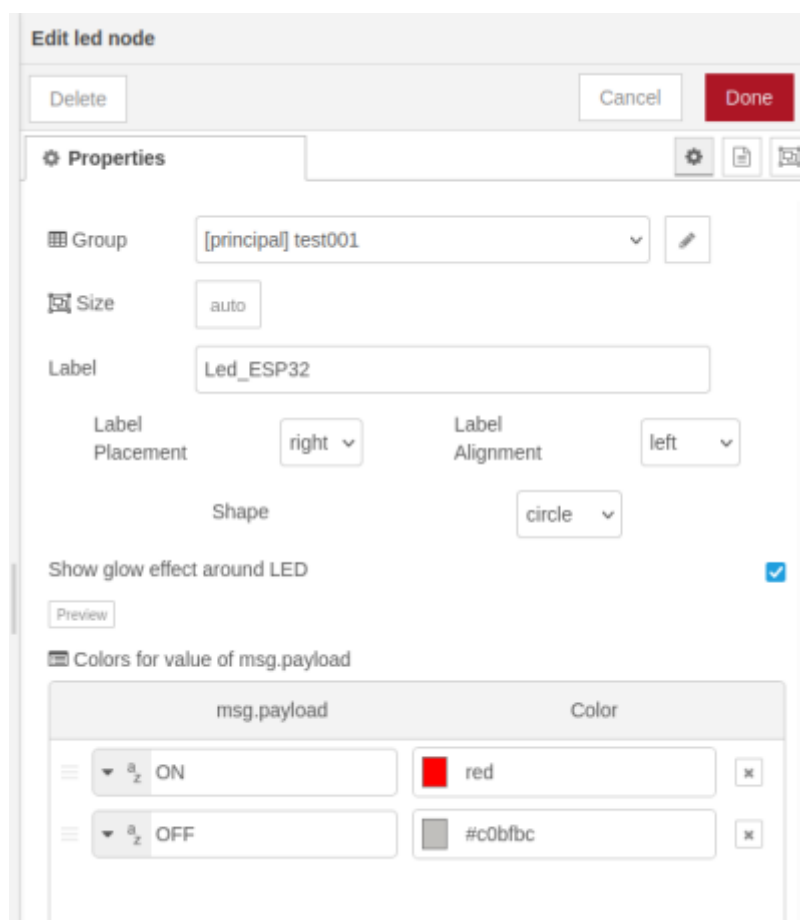 Edit led node
Delete
Cancel
Done
Properties
Group
[principal] test001
Size
auto
Label
Led_ESP32
Label
Placement
right
Label
Alignment
left
Shape
circle
Show glow effect around LED
Preview
Colors for value of msg.payload
msg.payload
Color
a
z
ON
red
a
z
OFF
#c0bfbc